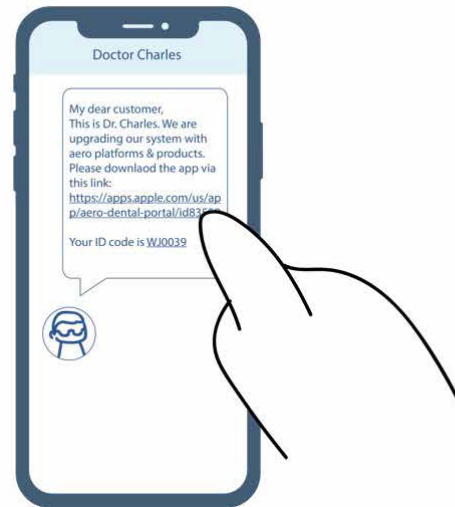 Doctor Charles
My dear customer,
This is Dr. Charles. We are
upgrading our system with
aero platforms & products.
Please downlaod the app via
this link:
https://apps.apple.com/us/ap
p/aero-dental-portal/id835
Your ID code is WJ0039